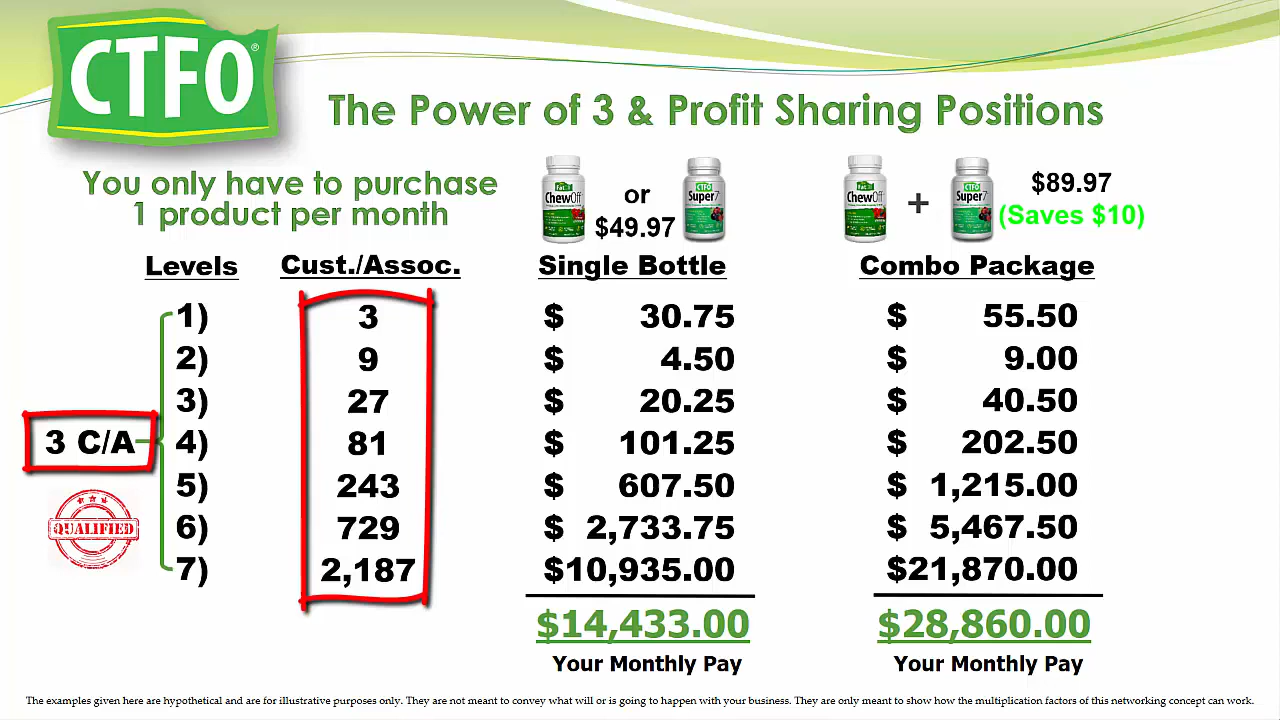 CTFO®
The Power of 3 & Profit Sharing Positions
You only have to purchase
1 product per month
ChewOff
or
$49.97
CTFO
Super7
ChewOff
+
CTFO
Super7
$89.97
(Saves $10)
Levels Cust./Assoc. Single Bottle Combo Package
1) 3 $ 30.75 $ 55.50
2) 9 $ 4.50 $ 9.00
3) 27 $ 20.25 $ 40.50
3 C/A 4) 81 $ 101.25 $ 202.50
5) 243 $ 607.50 $ 1,215.00
QUALIFIED 6) 729 $ 2,733.75 $ 5,467.50
7) 2,187 $10,935.00 $21,870.00
$14,433.00 $28,860.00
Your Monthly Pay Your Monthly Pay
The examples given here are hypothetical and are for illustrative purposes only. They are not meant to convey what will or is going to happen with your business. They are only meant to show how the multiplication factors of this networking concept can work.